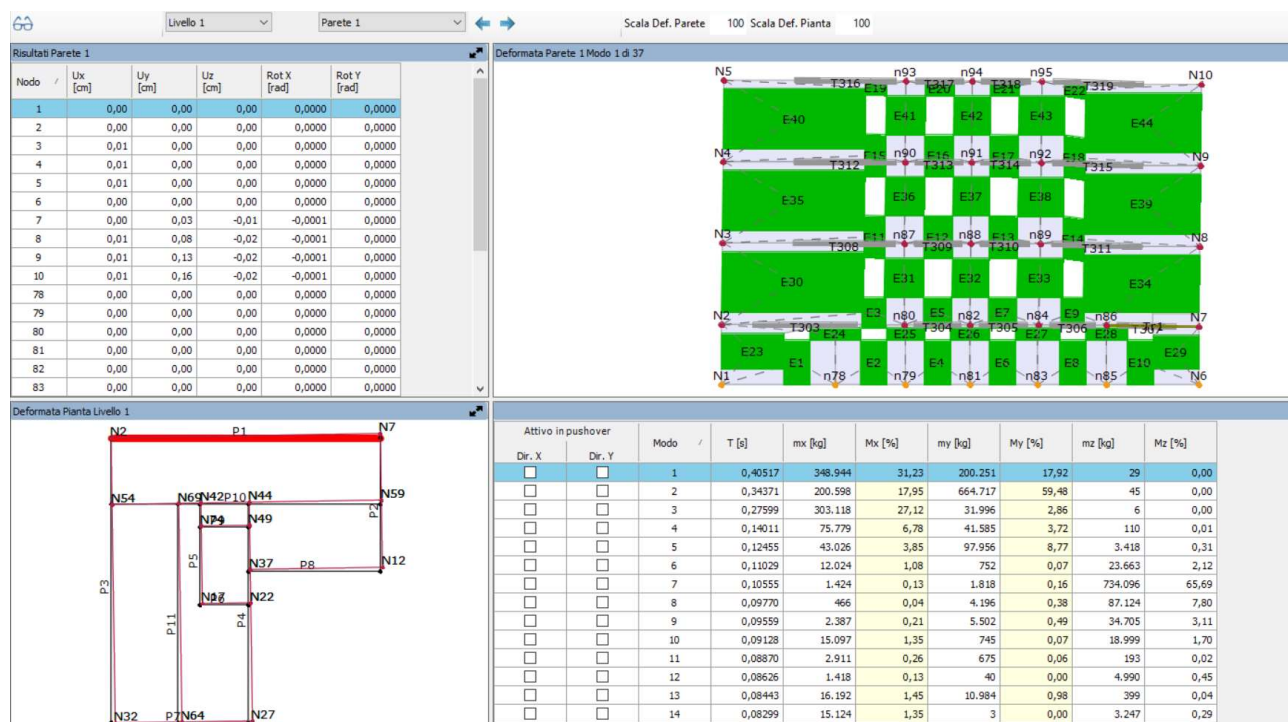 Livello 1 Parete 1 Scala Def. Parete 100 Scala Def. Pianta 100
Risultati Parete 1
Nodo Ux [cm] Uy [cm] Uz [cm] Rot X [rad] Rot Y [rad]
1 0,00 0,00 0,00 0,0000 0,0000
2 0,00 0,00 0,00 0,0000 0,0000
3 0,01 0,00 0,00 0,0000 0,0000
4 0,01 0,00 0,00 0,0000 0,0000
5 0,01 0,00 0,00 0,0000 0,0000
6 0,00 0,00 0,00 0,0000 0,0000
7 0,00 0,03 -0,01 -0,0001 0,0000
8 0,01 0,08 -0,02 -0,0001 0,0000
9 0,01 0,13 -0,02 -0,0001 0,0000
10 0,01 0,16 -0,02 -0,0001 0,0000
78 0,00 0,00 0,00 0,0000 0,0000
79 0,00 0,00 0,00 0,0000 0,0000
80 0,00 0,00 0,00 0,0000 0,0000
81 0,00 0,00 0,00 0,0000 0,0000
82 0,00 0,00 0,00 0,0000 0,0000
83 0,00 0,00 0,00 0,0000 0,0000
Deformata Parete 1 Modo 1 di 37
N5 n93 n94 n95 N10
T316 E19 T317 E20 T318 E21 E22 T319
E40 E41 E42 E43 E44
N4 n90 n91 n92 N9
E15 E16 E17 E18
T312 T313 T314 T315
E35 E36 E37 E38 E39
N3 n87 n88 n89 N8
E11 E12 E13 E14
T308 T309 T310 T311
E30 E31 E32 E33 E34
N2 E3 n80 E5 n82 E7 n84 E9 n86 N7
T303 T304 T305 T306 T307 Tr1
E24 E25 E26 E27 E28
E23 E1 E2 E4 E6 E8 E10 E29
N1 n78 n79 n81 n83 n85 N6
Deformata Pianta Livello 1
N2 P1 N7
N54 N69 N42 P10 N44 N59
P2
N74 N49
P5 N37 P8 N12
P3
N17 P6 N22
P11 P4
N32 P7 N64 N27
Attivo in pushover
Dir. X Dir. Y Modo T [s] mx [kg] Mx [%] my [kg] My [%] mz [kg] Mz [%]
1 0,40517 348.944 31,23 200.251 17,92 29 0,00
2 0,34371 200.598 17,95 664.717 59,48 45 0,00
3 0,27599 303.118 27,12 31.996 2,86 6 0,00
4 0,14011 75.779 6,78 41.585 3,72 110 0,01
5 0,12455 43.026 3,85 97.956 8,77 3.418 0,31
6 0,11029 12.024 1,08 752 0,07 23.663 2,12
7 0,10555 1.424 0,13 1.818 0,16 734.096 65,69
8 0,09770 466 0,04 4.196 0,38 87.124 7,80
9 0,09559 2.387 0,21 5.502 0,49 34.705 3,11
10 0,09128 15.097 1,35 745 0,07 18.999 1,70
11 0,08870 2.911 0,26 675 0,06 193 0,02
12 0,08626 1.418 0,13 40 0,00 4.990 0,45
13 0,08443 16.192 1,45 10.984 0,98 399 0,04
14 0,08299 15.124 1,35 3 0,00 3.247 0,29